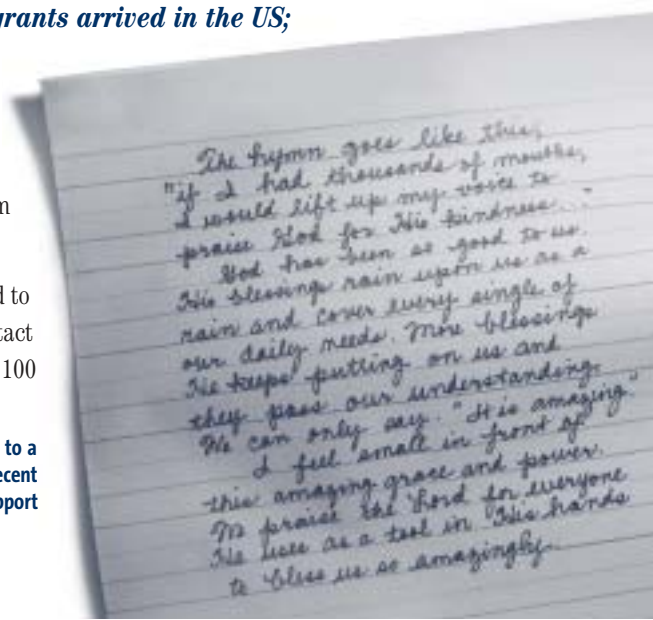 grants arrived in the US;
d to
tact
100
to a
ecent
pport
The hymn goes like this,
"if I had thousands of mouths,
I would lift up my voice to
praise God for His kindness..."
God has been so good to us.
His blessings rain upon us as a
rain and cover every single of
our daily needs. More blessings
He keeps putting on us and
they pass our understanding.
We can only say. "It is amazing."
I feel small in front of
this amazing grace and power.
praise the Lord for everyone
He uses as a tool in His hands
to bless us so amazingly.